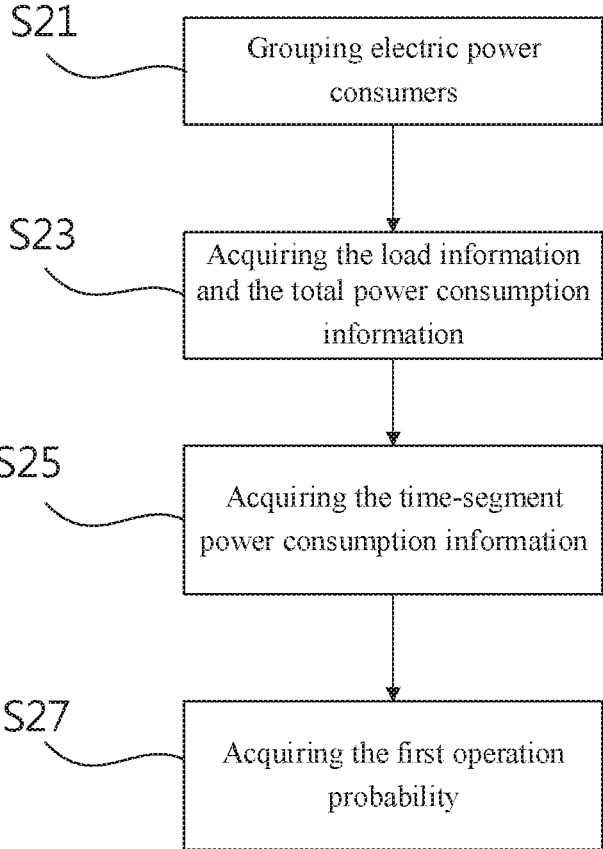 S21
Grouping electric power
consumers
S23
Acquiring the load information
and the total power consumption
information
S25
Acquiring the time-segment
power consumption information
S27
Acquiring the first operation
probability